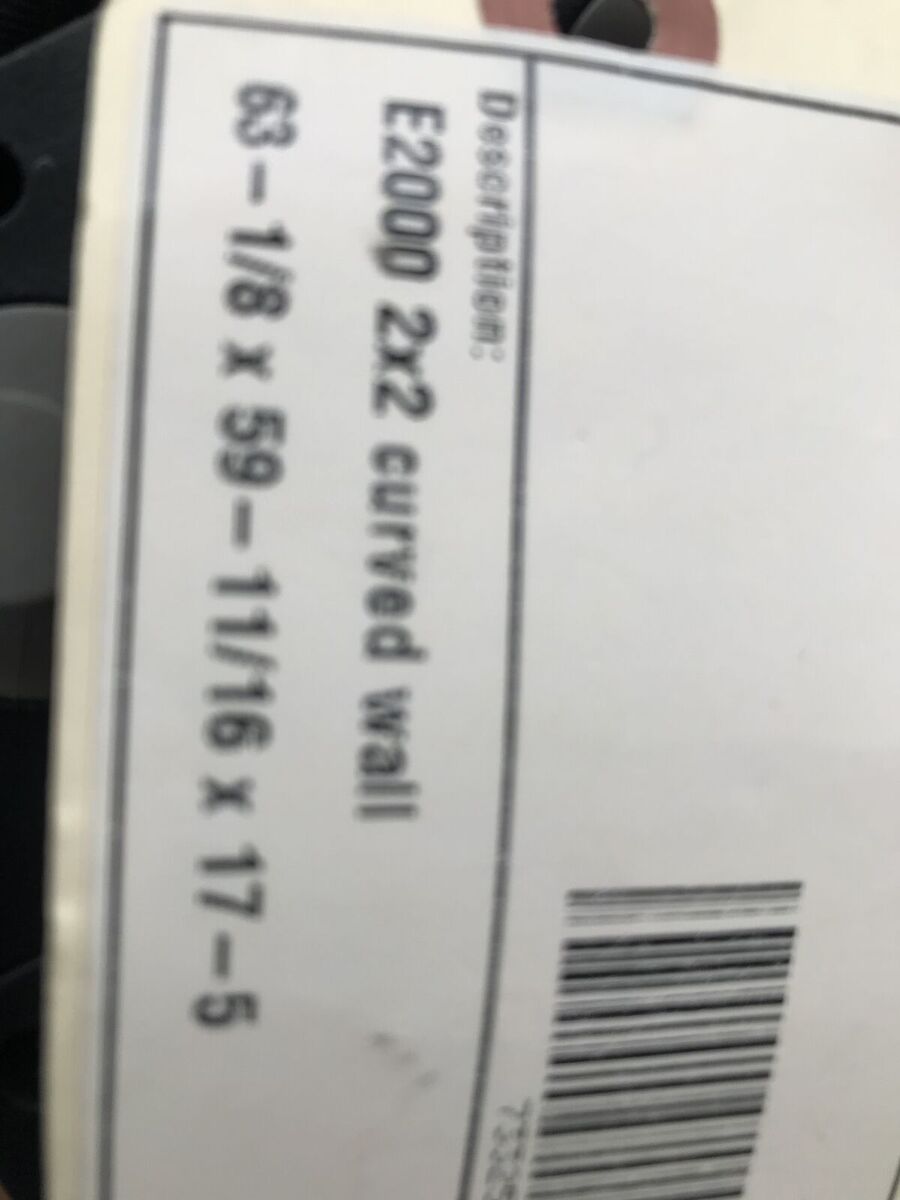 Description:
E2000 2x2 curved wall
63-1/8 x 59-11/16 x 17-5